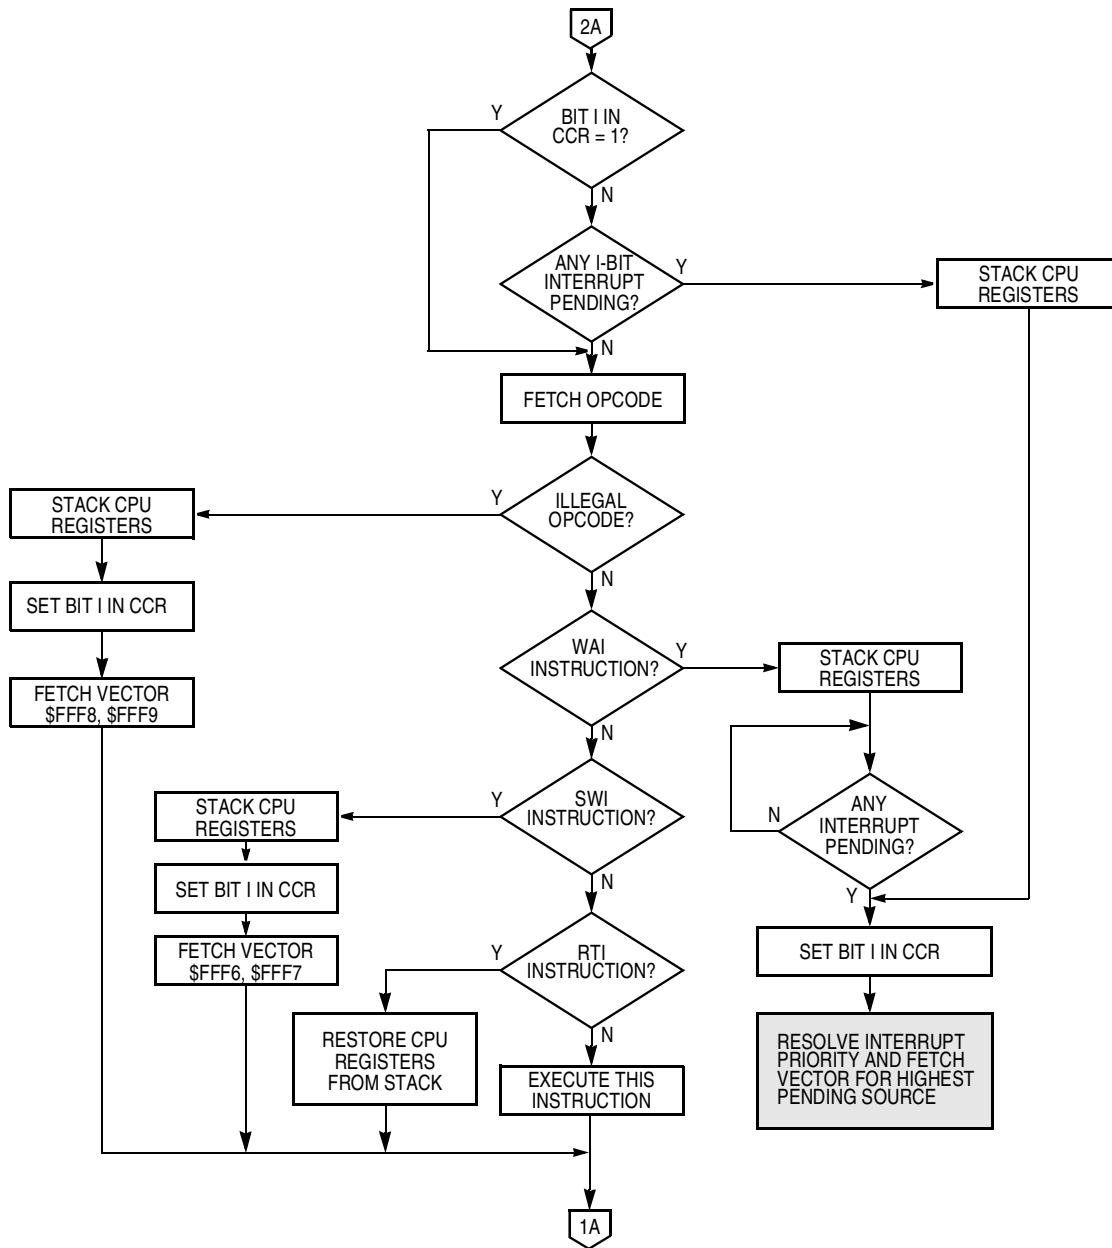 2A
Y
BIT I IN
CCR = 1?
N
ANY I-BIT
INTERRUPT
PENDING?
Y
STACK CPU
REGISTERS
N
FETCH OPCODE
STACK CPU
REGISTERS
Y
ILLEGAL
OPCODE?
N
SET BIT I IN CCR
WAI
INSTRUCTION?
Y
STACK CPU
REGISTERS
FETCH VECTOR
$FFF8, $FFF9
N
STACK CPU
REGISTERS
Y
SWI
INSTRUCTION?
N
ANY
INTERRUPT
PENDING?
SET BIT I IN CCR
N
Y
FETCH VECTOR
$FFF6, $FFF7
Y
RTI
INSTRUCTION?
SET BIT I IN CCR
N
RESTORE CPU
REGISTERS
FROM STACK
EXECUTE THIS
INSTRUCTION
RESOLVE INTERRUPT
PRIORITY AND FETCH
VECTOR FOR HIGHEST
PENDING SOURCE
1A